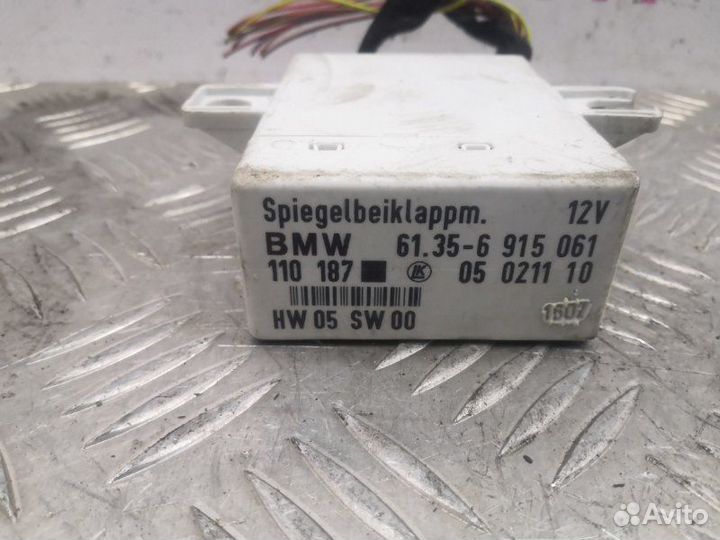 Spiegelbeiklappm. 12V
BMW 61.35-6 915 061
110 187 LK 05 0211 10
HW 05 SW 00
1607
Avito